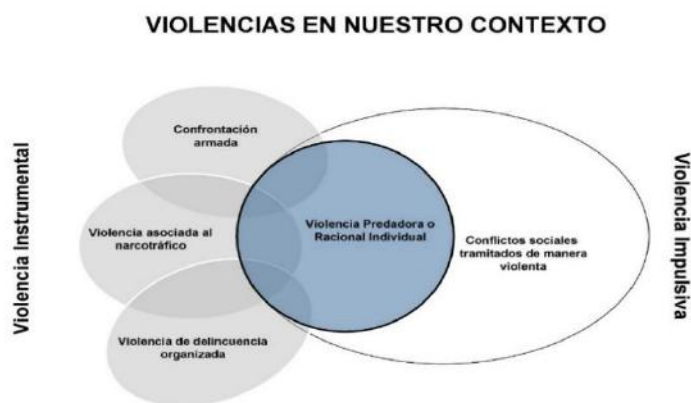 VIOLENCIAS EN NUESTRO CONTEXTO
Violencia Instrumental
Confrontación
armada
Violencia asociada al
narcotráfico
Violencia de delincuencia
organizada
Violencia Predadora o
Racional Individual
Conflictos sociales
tramitados de manera
violenta
Violencia Impulsiva